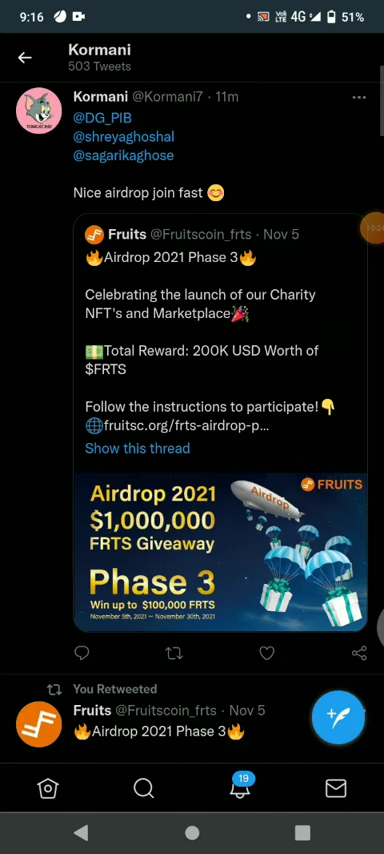 9:16
Vo
LTE
4G
51%
Kormani
503 Tweets
Kormani @Kormani7 · 11m
@DG_PIB
@shreyaghoshal
@sagarikaghose
Nice airdrop join fast 😊
Fruits @Fruitscoin_frts · Nov 5
🔥Airdrop 2021 Phase 3🔥
Celebrating the launch of our Charity
NFT's and Marketplace🎉
💵Total Reward: 200K USD Worth of
$FRTS
Follow the instructions to participate!👇
🌐fruitsc.org/frts-airdrop-p...
Show this thread
FRUITS
Airdrop
Airdrop 2021
$1,000,000
FRTS Giveaway
Phase 3
Win up to $100,000 FRTS
November 5th, 2021 ~ November 30th, 2021
You Retweeted
Fruits @Fruitscoin_frts · Nov 5
🔥Airdrop 2021 Phase 3🔥
19